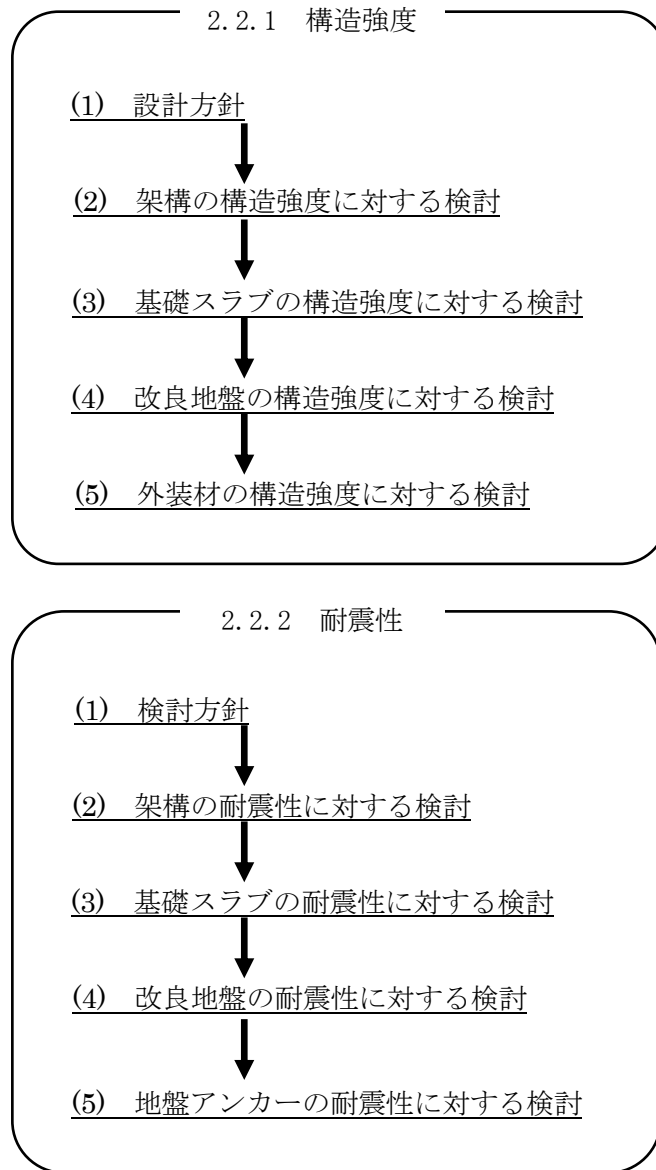 2.2.1 構造強度
(1) 設計方針
(2) 架構の構造強度に対する検討
(3) 基礎スラブの構造強度に対する検討
(4) 改良地盤の構造強度に対する検討
(5) 外装材の構造強度に対する検討
2.2.2 耐震性
(1) 検討方針
(2) 架構の耐震性に対する検討
(3) 基礎スラブの耐震性に対する検討
(4) 改良地盤の耐震性に対する検討
(5) 地盤アンカーの耐震性に対する検討